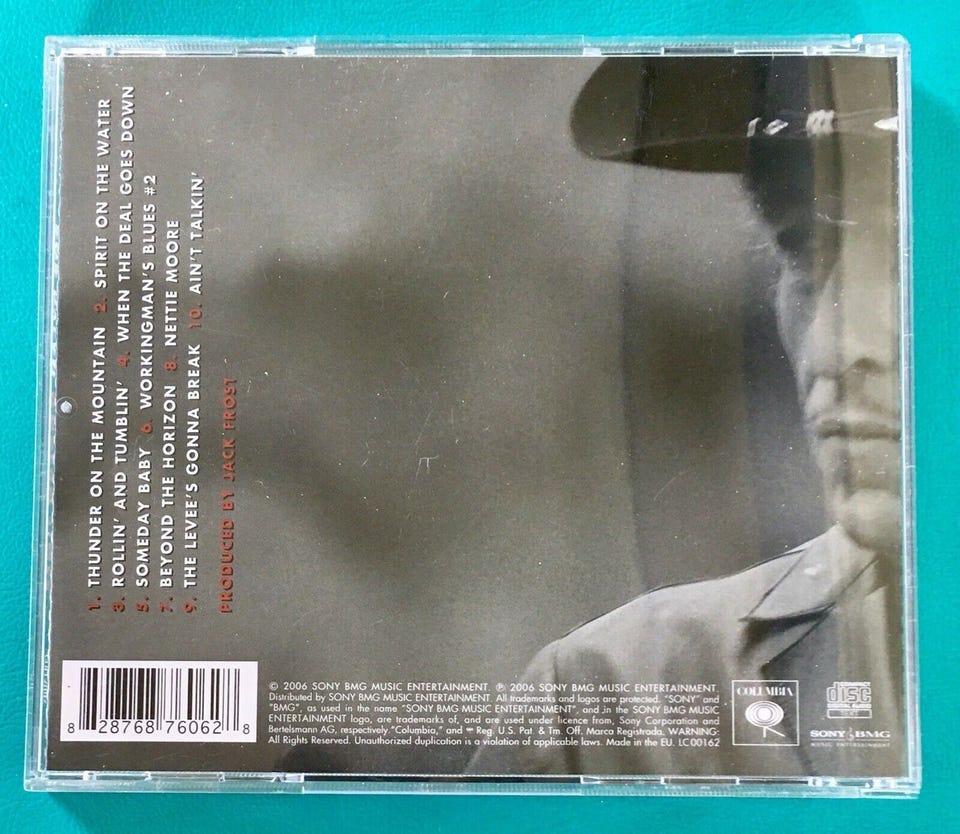 1. THUNDER ON THE MOUNTAIN 2. SPIRIT ON THE WATER
3. ROLLIN' AND TUMBLIN' 4. WHEN THE DEAL GOES DOWN
5. SOMEDAY BABY 6. WORKINGMAN'S BLUES #2
7. BEYOND THE HORIZON 8. NETTIE MOORE
9. THE LEVEE'S GONNA BREAK 10. AIN'T TALKIN'
PRODUCED BY JACK FROST
8 28768 76062 8
© 2006 SONY BMG MUSIC ENTERTAINMENT. ℗ 2006 SONY BMG MUSIC ENTERTAINMENT.
Distributed by SONY BMG MUSIC ENTERTAINMENT. All trademarks and logos are protected. "SONY" and
"BMG", as used in the name "SONY BMG MUSIC ENTERTAINMENT", and in the SONY BMG MUSIC
ENTERTAINMENT logo, are trademarks of, and are used under licence from, Sony Corporation and
Bertelsmann AG, respectively. "Columbia," and Reg. U.S. Pat. & Tm. Off. Marca Registrada. WARNING:
All Rights Reserved. Unauthorized duplication is a violation of applicable laws. Made in the EU. LC00162
COLUMBIA
COMPACT
disc
DIGITAL AUDIO
SONY BMG
MUSIC ENTERTAINMENT